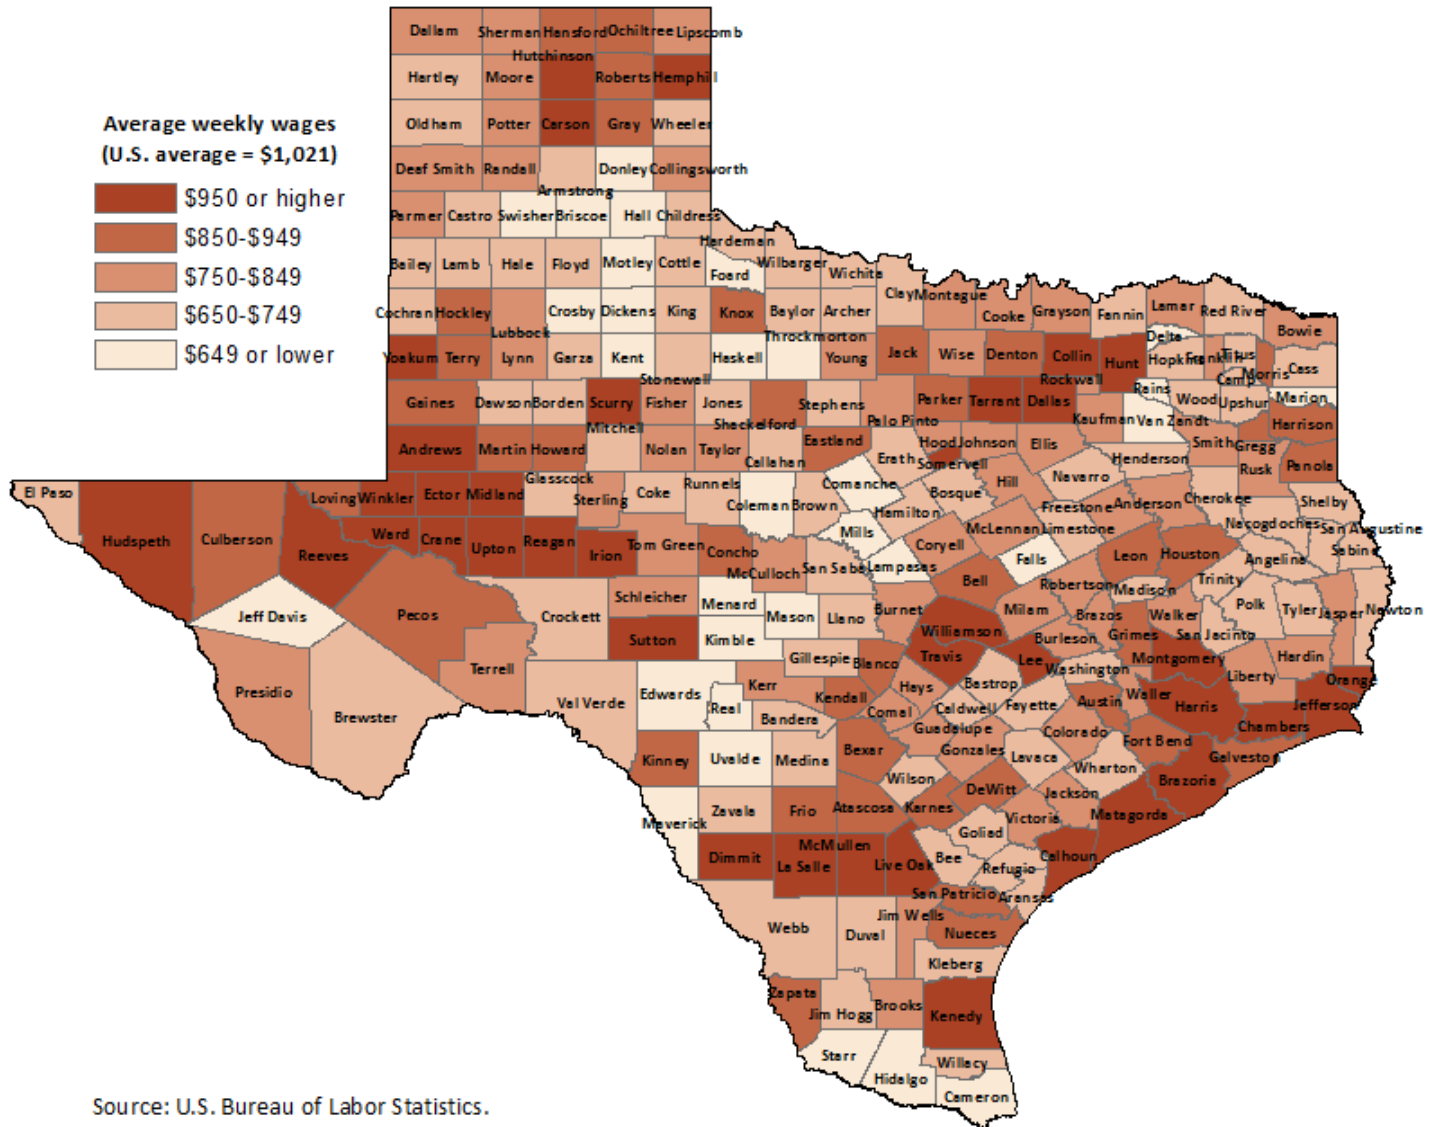 Average weekly wages
(U.S. average = $1,021)
$950 or higher
$850-$949
$750-$849
$650-$749
$649 or lower
Dallam Sherman Hansford Ochiltree Lipscomb
Hutchinson
Hartley Moore Roberts Hemphill
Oldham Potter Carson Gray Wheeler
Deaf Smith Randall Donley Collingsworth
Armstrong
Parmer Castro Swisher Briscoe Hall Childress
Hardeman
Bailey Lamb Hale Floyd Motley Cottle Foard Wilbarger Wichita
Clay Montague
Cochran Hockley Crosby Dickens King Knox Baylor Archer Cooke Grayson Fannin Lamar Red River Bowie
Lubbock Throckmorton Delta
Yoakum Terry Lynn Garza Kent Haskell Young Jack Wise Denton Collin Hunt Hopkins Franklin Titus Cass
Stonewall Rockwall Camp Morris
Rains
Gaines Dawson Borden Scurry Fisher Jones Stephens Parker Tarrant Dallas Wood Upshur Marion
Mitchell Shackelford Palo Pinto Kaufman Van Zandt Harrison
Andrews Martin Howard Nolan Taylor Eastland Hood Johnson Ellis Smith Gregg
Callahan Erath Somervell Henderson Rusk Panola
El Paso Loving Winkler Ector Midland Glasscock Sterling Coke Runnels Coleman Brown Comanche Bosque Hill Navarro Anderson Cherokee Shelby
Hamilton Freestone
Hudspeth Culberson Reeves Ward Crane Upton Reagan Irion Tom Green Concho Mills McLennan Limestone Nacogdoches San Augustine
Coryell Falls Leon Houston Angelina Sabine
McCulloch San Saba Lampasas Bell Robertson Madison Trinity
Jeff Davis Pecos Crockett Schleicher Menard Mason Llano Burnet Milam Brazos Walker Polk Tyler Jasper Newton
Sutton Kimble Williamson Burleson Grimes San Jacinto
Gillespie Blanco Travis Lee Washington Montgomery Hardin
Presidio Terrell Val Verde Edwards Kerr Kendall Hays Bastrop Liberty Orange
Brewster Real Bandera Comal Caldwell Fayette Austin Waller Harris Jefferson
Guadalupe Colorado Chambers
Kinney Uvalde Medina Bexar Gonzales Lavaca Fort Bend Galveston
Wilson Wharton Brazoria
Maverick Zavala Frio Atascosa Karnes DeWitt Jackson Matagorda
Victoria
Goliad
Dimmit La Salle McMullen Live Oak Bee Refugio Calhoun
San Patricio Aransas
Webb Duval Jim Wells Nueces
Kleberg
Zapata Jim Hogg Brooks Kenedy
Starr Willacy
Hidalgo
Cameron
Source: U.S. Bureau of Labor Statistics.